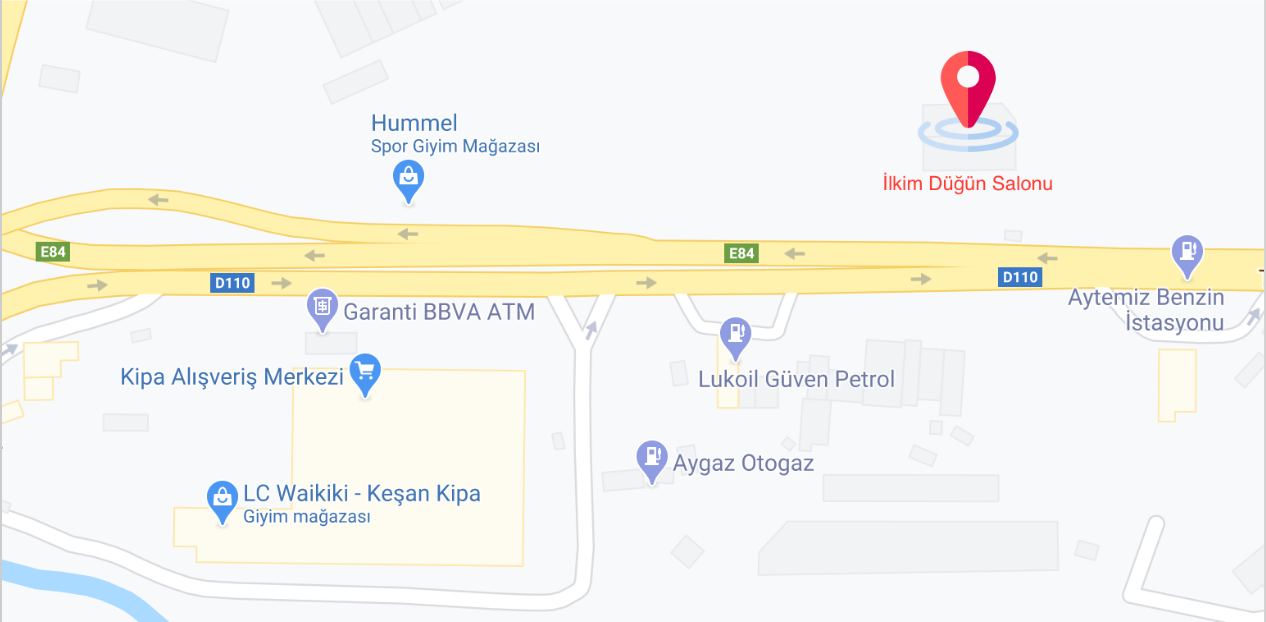 Hummel
Spor Giyim Mağazası
İlkim Düğün Salonu
E84
E84
D110
D110
Aytemiz Benzin
İstasyonu
Garanti BBVA ATM
Kipa Alışveriş Merkezi
Lukoil Güven Petrol
Aygaz Otogaz
LC Waikiki - Keşan Kipa
Giyim mağazası